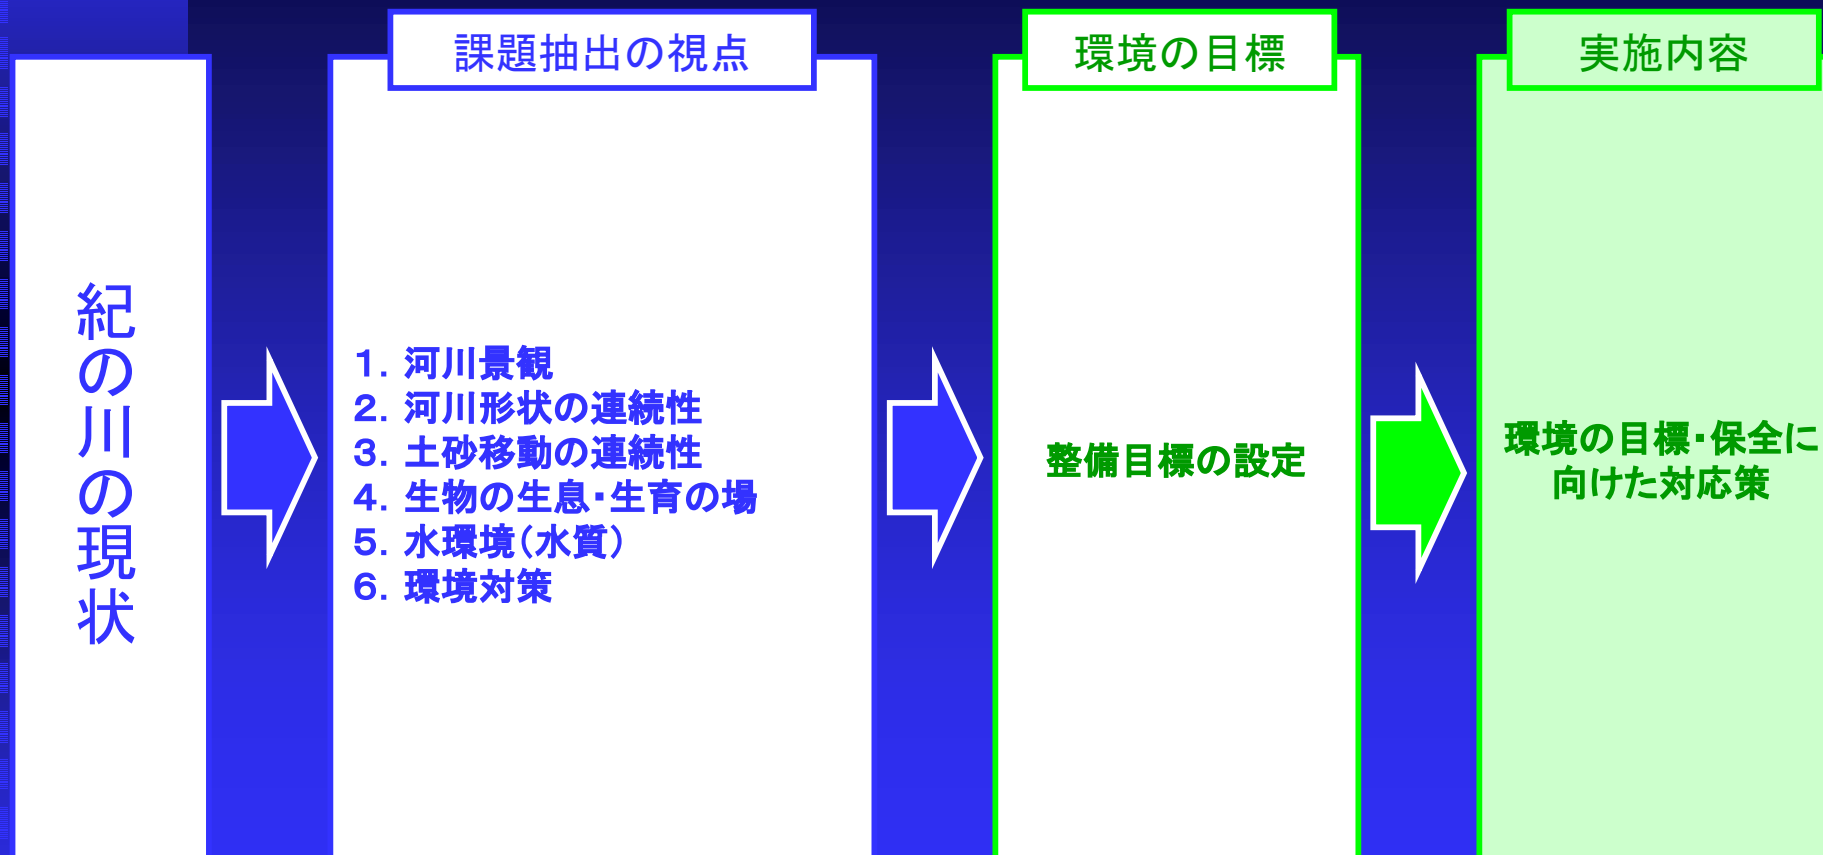 紀の川の現状
課題抽出の視点
1. 河川景観
2. 河川形状の連続性
3. 土砂移動の連続性
4. 生物の生息・生育の場
5. 水環境(水質)
6. 環境対策
環境の目標
整備目標の設定
実施内容
環境の目標・保全に
向けた対応策